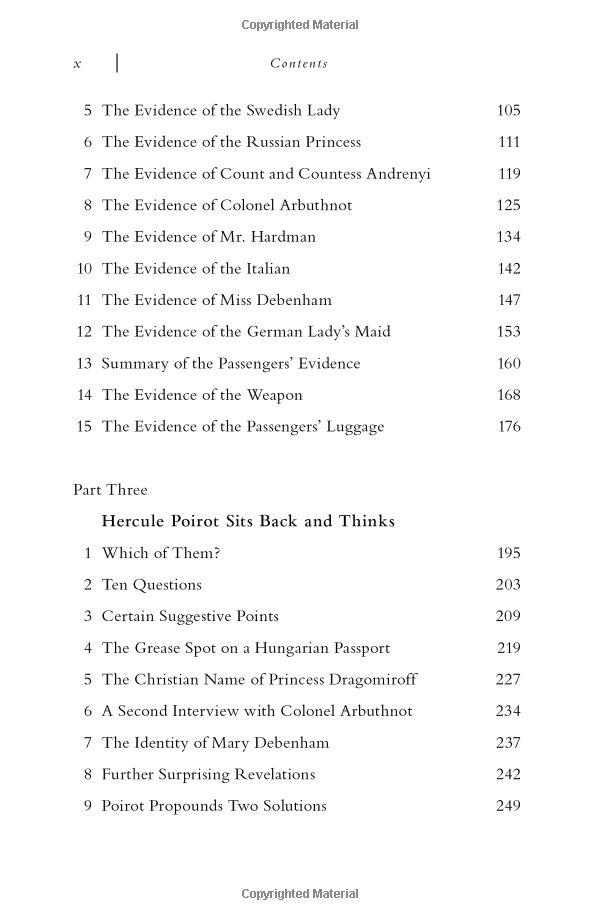 Copyrighted Material
x | Contents
5 The Evidence of the Swedish Lady 105
6 The Evidence of the Russian Princess 111
7 The Evidence of Count and Countess Andrenyi 119
8 The Evidence of Colonel Arbuthnot 125
9 The Evidence of Mr. Hardman 134
10 The Evidence of the Italian 142
11 The Evidence of Miss Debenham 147
12 The Evidence of the German Lady’s Maid 153
13 Summary of the Passengers’ Evidence 160
14 The Evidence of the Weapon 168
15 The Evidence of the Passengers’ Luggage 176
Part Three
Hercule Poirot Sits Back and Thinks
1 Which of Them? 195
2 Ten Questions 203
3 Certain Suggestive Points 209
4 The Grease Spot on a Hungarian Passport 219
5 The Christian Name of Princess Dragomiroff 227
6 A Second Interview with Colonel Arbuthnot 234
7 The Identity of Mary Debenham 237
8 Further Surprising Revelations 242
9 Poirot Propounds Two Solutions 249
Copyrighted Material